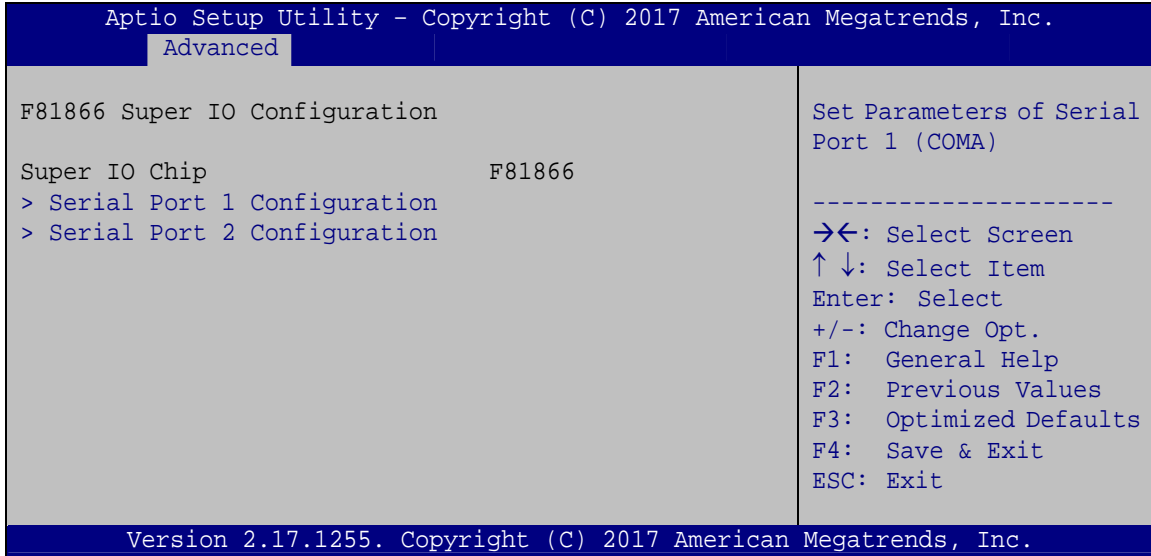 Aptio Setup Utility – Copyright (C) 2017 American Megatrends, Inc.
Advanced
F81866 Super IO Configuration
Super IO Chip F81866
> Serial Port 1 Configuration
> Serial Port 2 Configuration
Set Parameters of Serial
Port 1 (COMA)
---------------------
→←: Select Screen
↑ ↓: Select Item
Enter: Select
+/-: Change Opt.
F1: General Help
F2: Previous Values
F3: Optimized Defaults
F4: Save & Exit
ESC: Exit
Version 2.17.1255. Copyright (C) 2017 American Megatrends, Inc.